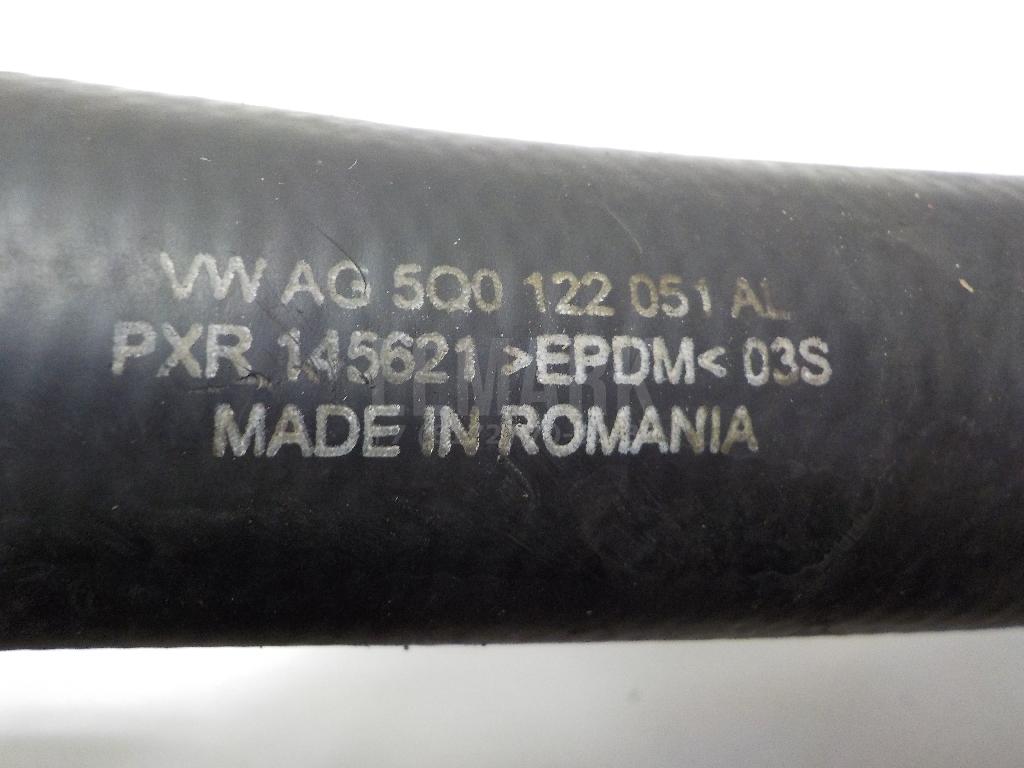 VW AG 5Q0 122 051 AL
PXR 145621 >EPDM< 03S
MADE IN ROMANIA